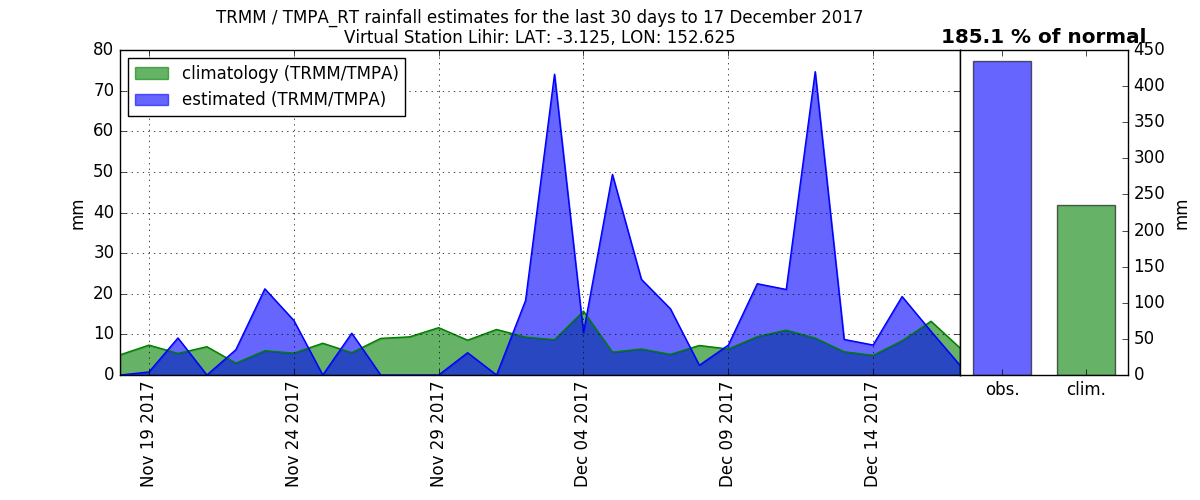 TRMM / TMPA_RT rainfall estimates for the last 30 days to 17 December 2017
Virtual Station Lihir: LAT: -3.125, LON: 152.625
185.1 % of normal
climatology (TRMM/TMPA)
estimated (TRMM/TMPA)
mm
80
70
60
50
40
30
20
10
0
Nov 19 2017
Nov 24 2017
Nov 29 2017
Dec 04 2017
Dec 09 2017
Dec 14 2017
obs.
clim.
450
400
350
300
250
200
150
100
50
0
mm